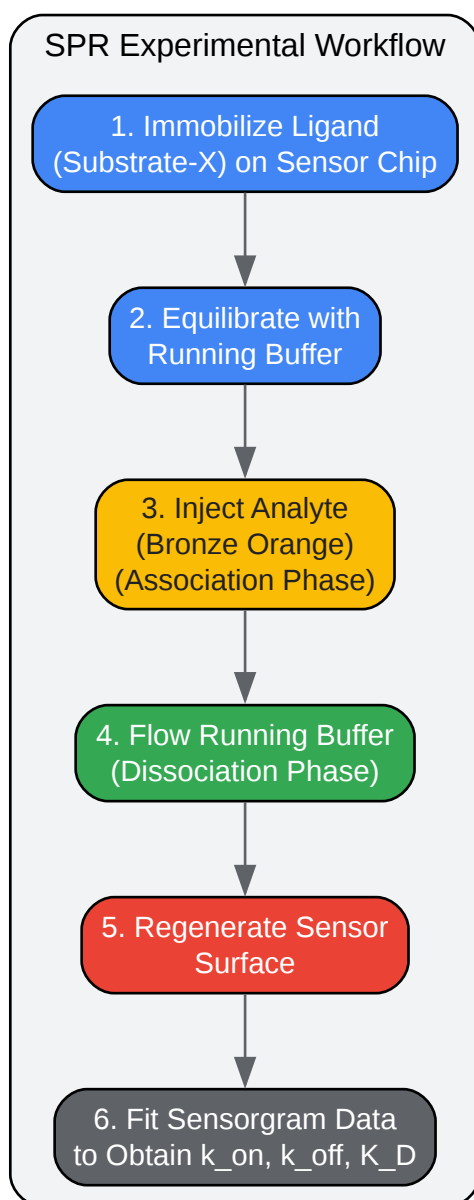 SPR Experimental Workflow
1. Immobilize Ligand
(Substrate-X) on Sensor Chip
2. Equilibrate with
Running Buffer
3. Inject Analyte
(Bronze Orange)
(Association Phase)
4. Flow Running Buffer
(Dissociation Phase)
5. Regenerate Sensor
Surface
6. Fit Sensorgram Data
to Obtain k_on, k_off, K_D